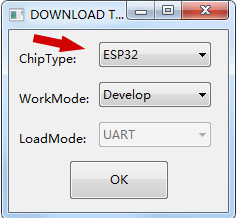 DOWNLOAD T...
ChipType: ESP32
WorkMode: Develop
LoadMode: UART
OK